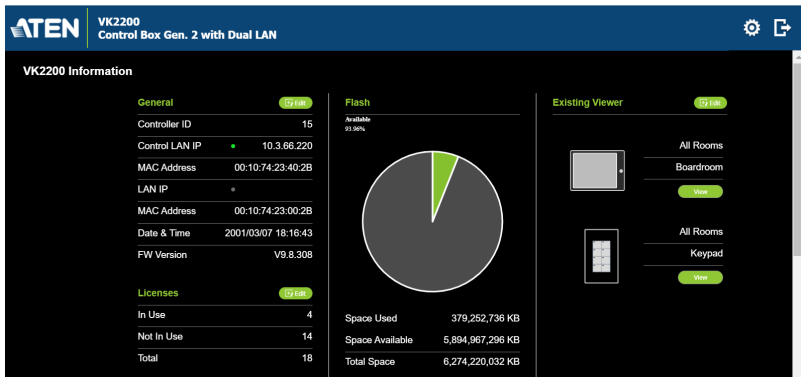 ATEN
VK2200
Control Box Gen. 2 with Dual LAN
VK2200 Information
General Edit
Controller ID 15
Control LAN IP 10.3.66.220
MAC Address 00:10:74:23:40:2B
LAN IP
MAC Address 00:10:74:23:00:2B
Date & Time 2001/03/07 18:16:43
FW Version V9.8.308
Licenses Edit
In Use 4
Not In Use 14
Total 18
Flash
Available
93.96%
Space Used 379,252,736 KB
Space Available 5,894,967,296 KB
Total Space 6,274,220,032 KB
Existing Viewer Edit
All Rooms
Boardroom
View
All Rooms
Keypad
View